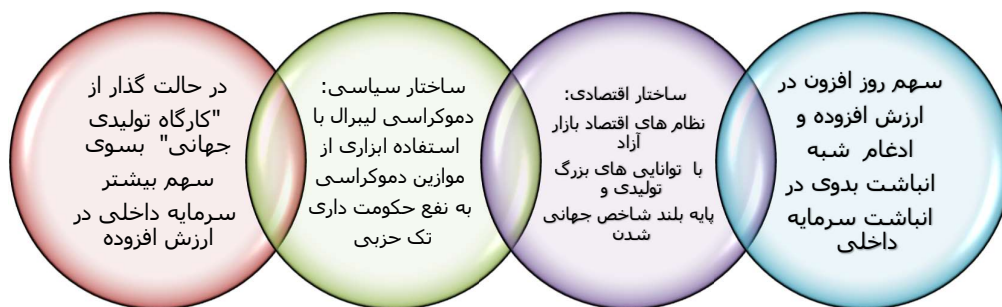 سهم روز افزون در
ارزش افزوده و
ادغام شبه
انباشت بدوی در
انباشت سرمایه
داخلی
ساختار اقتصادی:
نظام های اقتصاد بازار
آزاد
با توانایی های بزرگ
تولیدی و
پایه بلند شاخص جهانی
شدن
ساختار سیاسی:
دموکراسی لیبرال با
استفاده ابزاری از
موازین دموکراسی
به نفع حکومت داری
تک حزبی
در حالت گذار از
"کارگاه تولیدی
جهانی" بسوی
سهم بیشتر
سرمایه داخلی در
ارزش افزوده